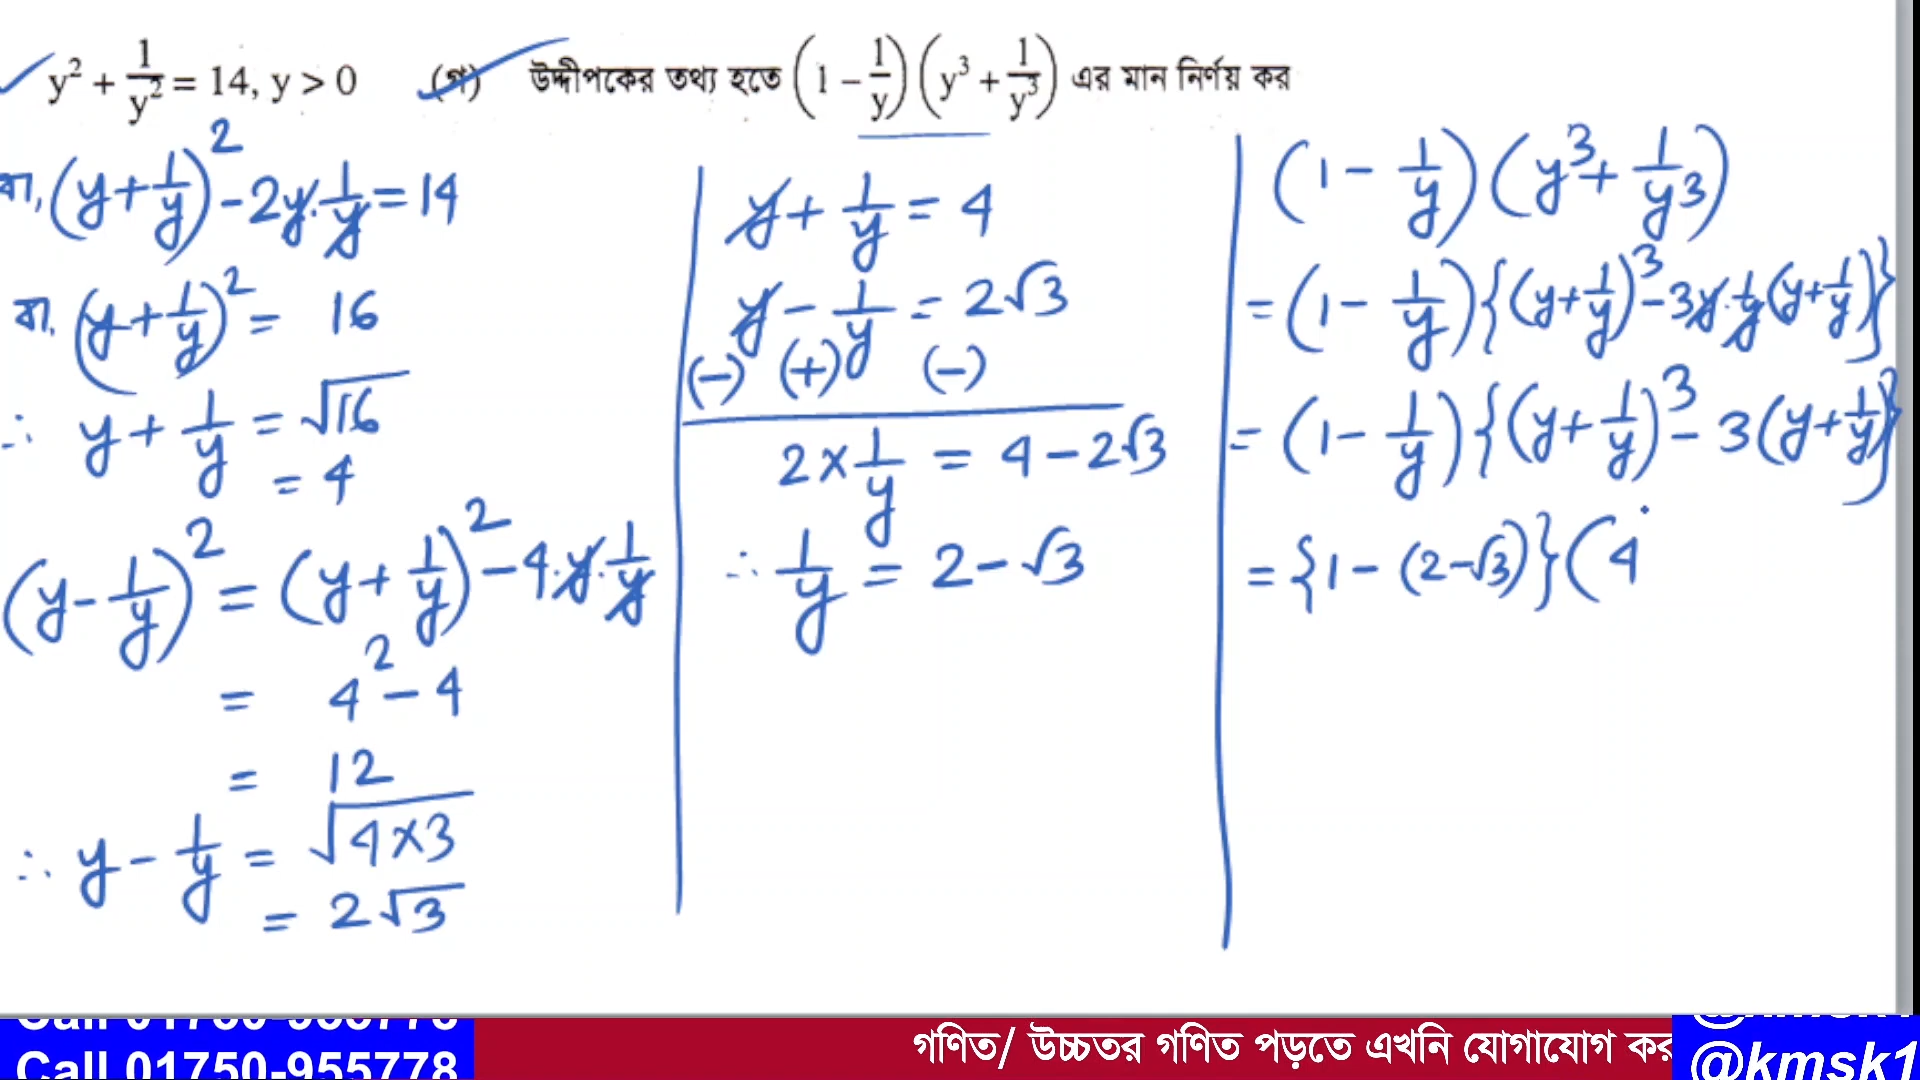 y² + 1/y² = 14, y > 0 (গ) উদ্দীপকের তথ্য হতে (1 – 1/y)(y³ + 1/y³) এর মান নির্ণয় কর
বা, (y+1/y)² - 2y·1/y = 14
বা, (y+1/y)² = 16
∴ y + 1/y = √16
= 4
(y - 1/y)² = (y + 1/y)² - 4·y·1/y
= 4² - 4
= 12
∴ y - 1/y = √4×3
= 2√3
y + 1/y = 4
y - 1/y = 2√3
(-) (+) (-)
2 × 1/y = 4 - 2√3
∴ 1/y = 2 - √3
(1 - 1/y)(y³ + 1/y³)
= (1 - 1/y){(y+1/y)³ - 3y·1/y(y+1/y)}
= (1 - 1/y){(y+1/y)³ - 3(y+1/y)}
= {1 - (2-√3)}(4
Call 01750-955778
গণিত/ উচ্চতর গণিত পড়তে এখনি যোগাযোগ কর
@kmsk1